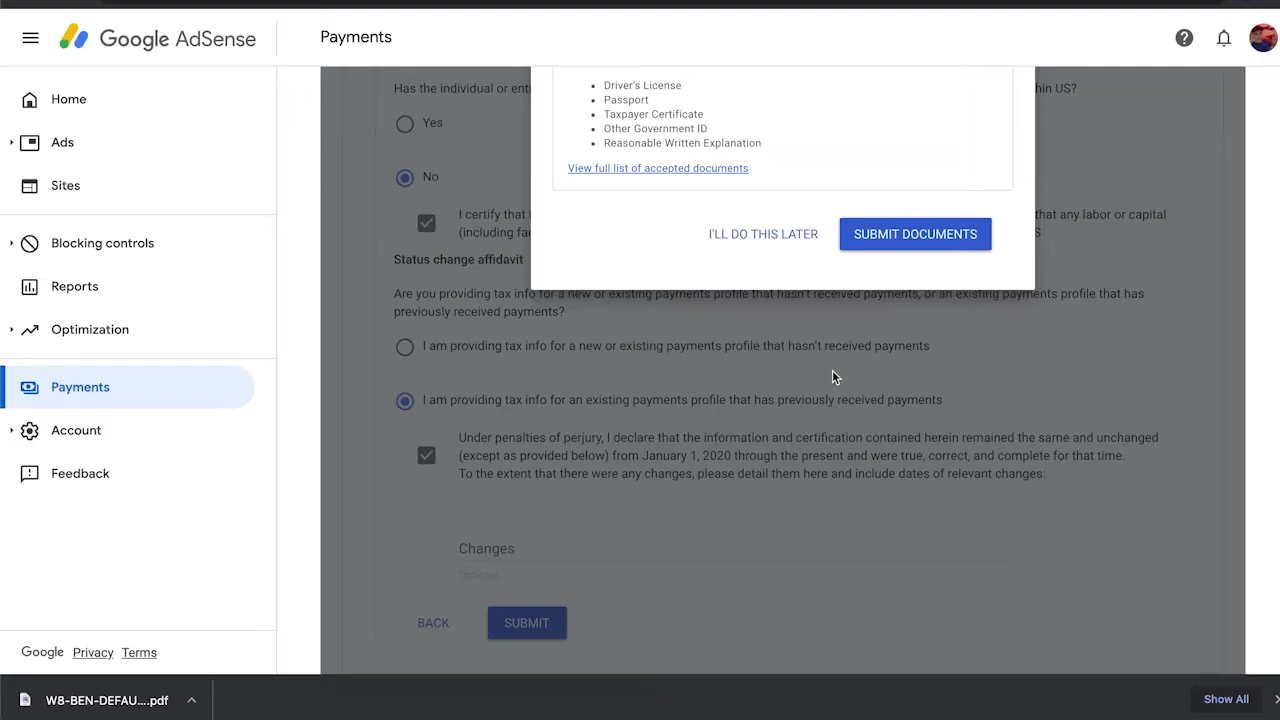 Google AdSense
Payments
Home
Ads
Sites
Blocking controls
Reports
Optimization
Payments
Account
Feedback
Google Privacy Terms
Has the individual or enti
hin US?
Yes
No
I certify that t
that any labor or capital
(including fac
S
Driver's License
Passport
Taxpayer Certificate
Other Government ID
Reasonable Written Explanation
View full list of accepted documents
I'LL DO THIS LATER
SUBMIT DOCUMENTS
Status change affidavit
Are you providing tax info for a new or existing payments profile that hasn't received payments, or an existing payments profile that has
previously received payments?
I am providing tax info for a new or existing payments profile that hasn't received payments
I am providing tax info for an existing payments profile that has previously received payments
Under penalties of perjury, I declare that the information and certification contained herein remained the same and unchanged
(except as provided below) from January 1, 2020 through the present and were true, correct, and complete for that time.
To the extent that there were any changes, please detail them here and include dates of relevant changes:
Changes
Optional
BACK
SUBMIT
W8-BEN-DEFAU....pdf
Show All